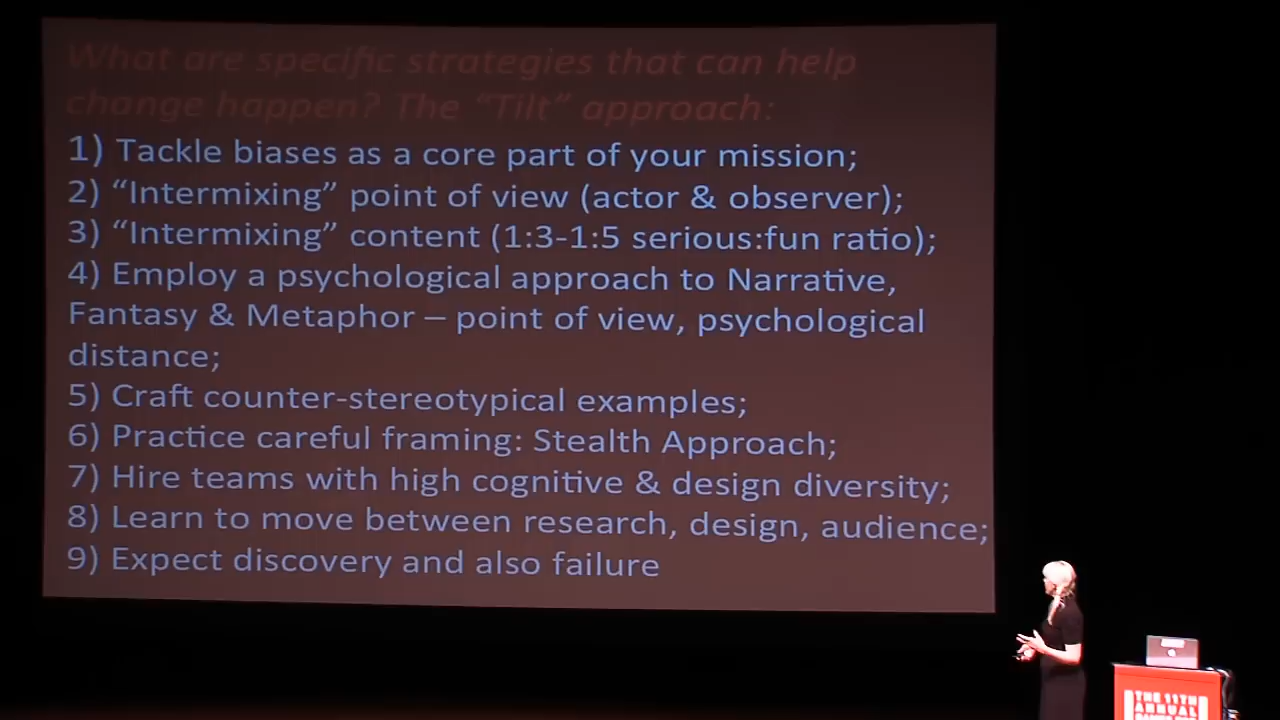 What are specific strategies that can help
change happen? The “Tilt” approach:
1) Tackle biases as a core part of your mission;
2) “Intermixing” point of view (actor & observer);
3) “Intermixing” content (1:3-1:5 serious:fun ratio);
4) Employ a psychological approach to Narrative,
Fantasy & Metaphor – point of view, psychological
distance;
5) Craft counter-stereotypical examples;
6) Practice careful framing: Stealth Approach;
7) Hire teams with high cognitive & design diversity;
8) Learn to move between research, design, audience;
9) Expect discovery and also failure
THE 11TH
ANNUAL